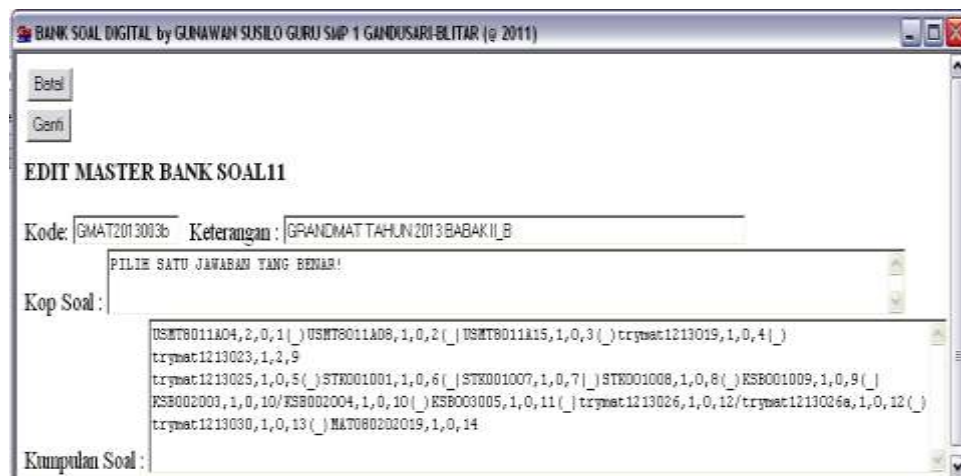 BANK SOAL DIGITAL by GUNAWAN SUSILO GURU SMP 1 GANDUSARI-BLITAR (@ 2011)
Batal
Ganti
EDIT MASTER BANK SOAL11
Kode: GMAT2013003b Keterangan : GRANDMAT TAHUN 2013 BABAK II_B
PILIH SATU JAWABAN YANG BENAR!
Kop Soal :
USMT8011A04,2,0,1(_)USMT8011A08,1,0,2(_|USMT8011A15,1,0,3(_)trymat1213019,1,0,4|_)
trymat1213023,1,2,9
trymat1213025,1,0,5(_)STK001001,1,0,6(_|STK001007,1,0,7|_)STK001008,1,0,8(_)KSB001009,1,0,9(_|
KSB002003,1,0,10/KSB002004,1,0,10(_)KSB003005,1,0,11(_|trymat1213026,1,0,12/trymat1213026a,1,0,12(_)
trymat1213030,1,0,13(_)MAT080202019,1,0,14
Kumpulan Soal :